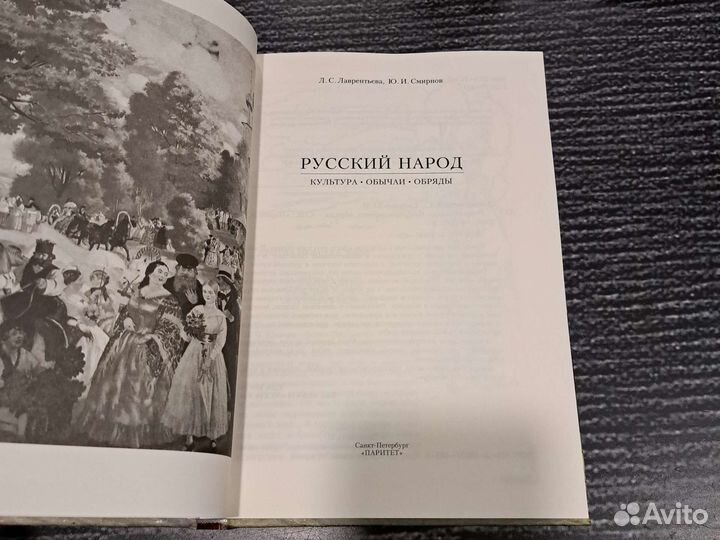 Л. С. Лаврентьева, Ю. И. Смирнов
РУССКИЙ НАРОД
КУЛЬТУРА • ОБЫЧАИ • ОБРЯДЫ
Санкт-Петербург
«ПАРИТЕТ»
Avito